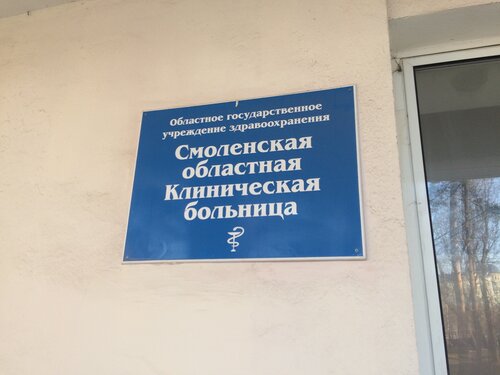 Областное государственное
учреждение здравоохранения
Смоленская
областная
Клиническая
больница